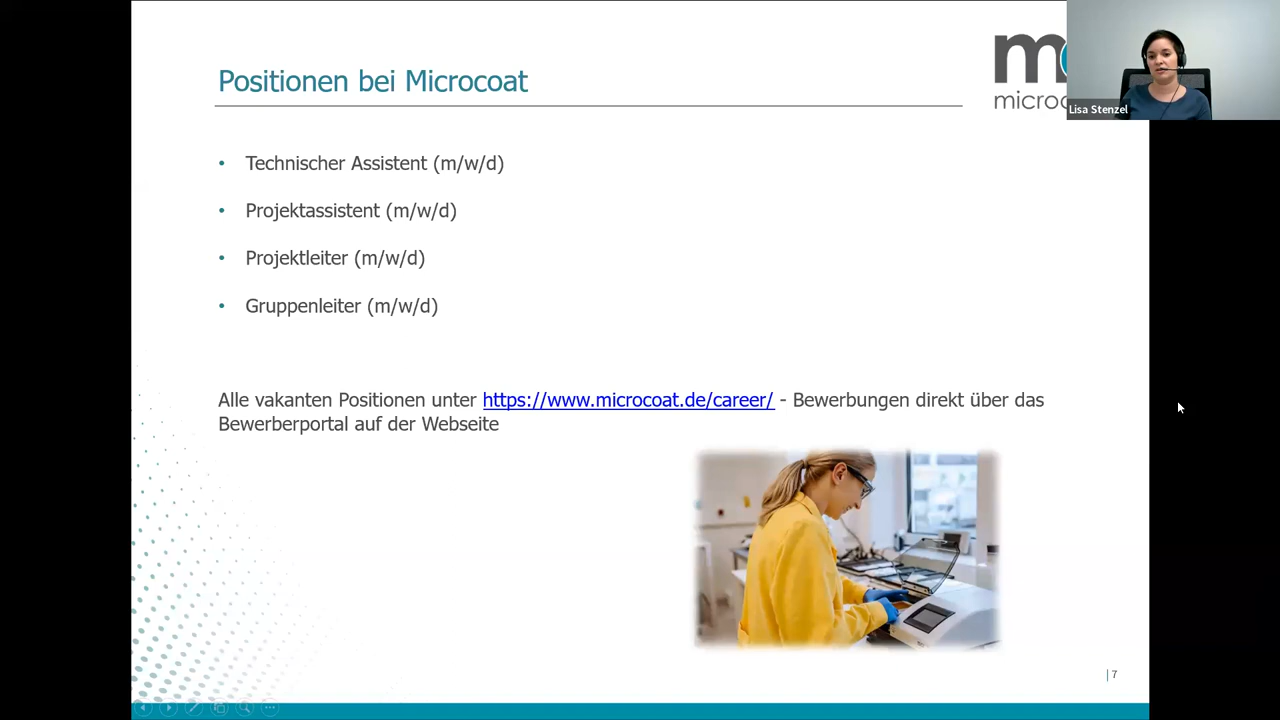 Positionen bei Microcoat
Lisa Stenzel
• Technischer Assistent (m/w/d)
• Projektassistent (m/w/d)
• Projektleiter (m/w/d)
• Gruppenleiter (m/w/d)
Alle vakanten Positionen unter https://www.microcoat.de/career/ - Bewerbungen direkt über das
Bewerberportal auf der Webseite
| 7